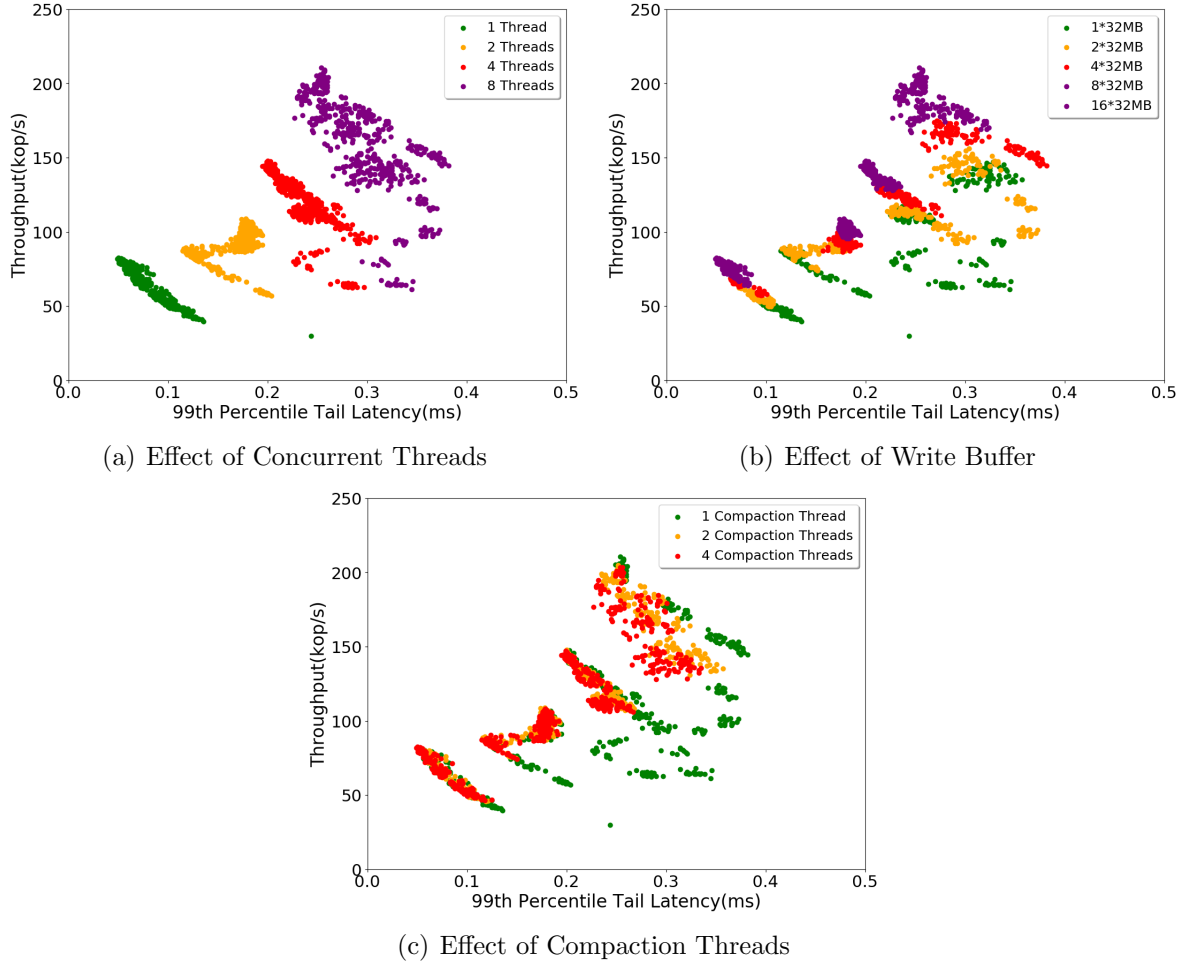 250
200
150
100
50
0
0.0 0.1 0.2 0.3 0.4 0.5
Throughput(kop/s)
99th Percentile Tail Latency(ms)
1 Thread
2 Threads
4 Threads
8 Threads
(a) Effect of Concurrent Threads
250
200
150
100
50
0
0.0 0.1 0.2 0.3 0.4 0.5
Throughput(kop/s)
99th Percentile Tail Latency(ms)
1*32MB
2*32MB
4*32MB
8*32MB
16*32MB
(b) Effect of Write Buffer
250
200
150
100
50
0
0.0 0.1 0.2 0.3 0.4 0.5
Throughput(kop/s)
99th Percentile Tail Latency(ms)
1 Compaction Thread
2 Compaction Threads
4 Compaction Threads
(c) Effect of Compaction Threads